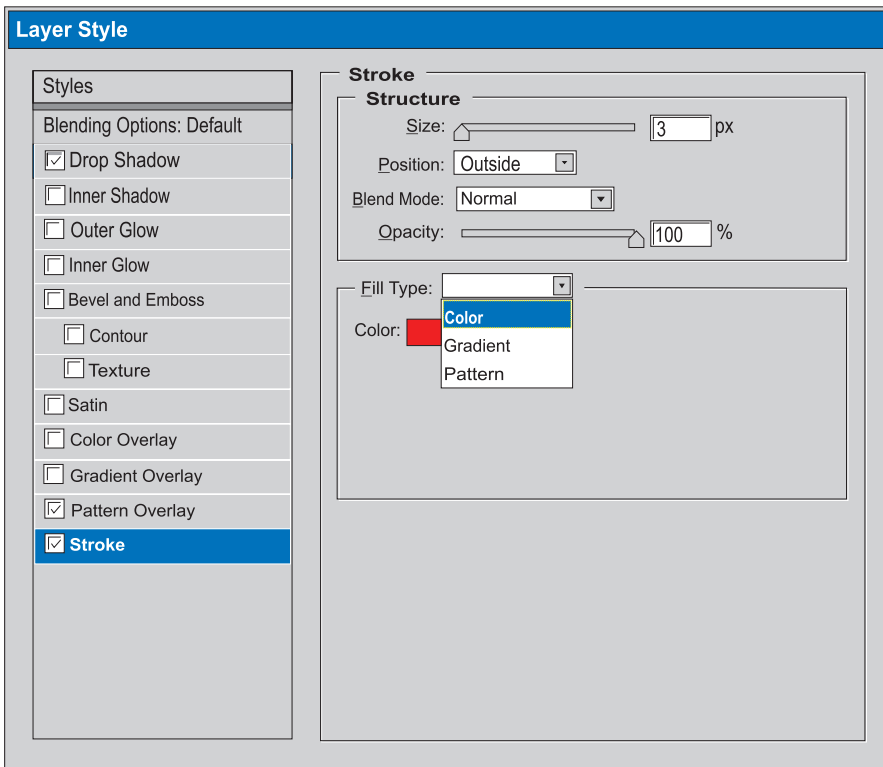 Layer Style
Styles
Blending Options: Default
Drop Shadow
Inner Shadow
Outer Glow
Inner Glow
Bevel and Emboss
Contour
Texture
Satin
Color Overlay
Gradient Overlay
Pattern Overlay
Stroke
Stroke
Structure
Size: 3 px
Position: Outside
Blend Mode: Normal
Opacity: 100 %
Fill Type:
Color:
Color
Gradient
Pattern